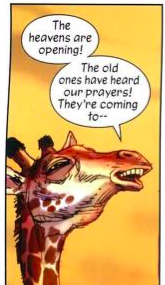 The
heavens are
opening!
The old
ones have heard
our prayers!
They're coming
to--